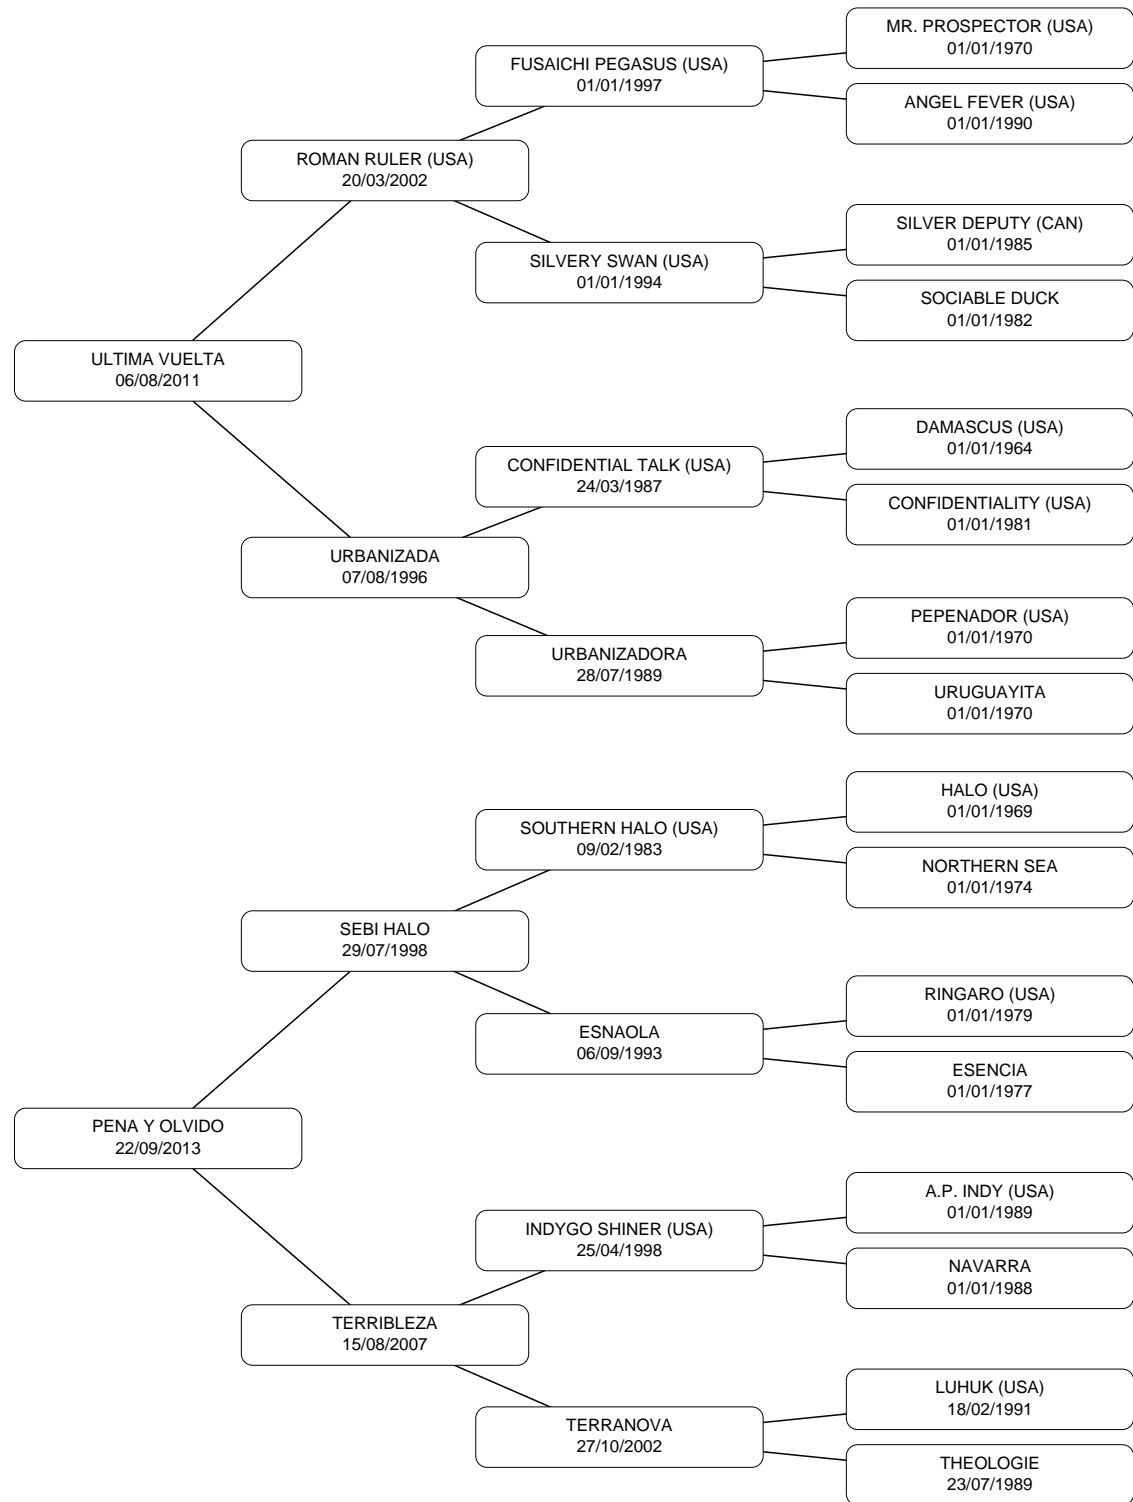 MR. PROSPECTOR (USA)
01/01/1970
FUSAICHI PEGASUS (USA)
01/01/1997
ANGEL FEVER (USA)
01/01/1990
ROMAN RULER (USA)
20/03/2002
SILVER DEPUTY (CAN)
01/01/1985
SILVERY SWAN (USA)
01/01/1994
SOCIABLE DUCK
01/01/1982
ULTIMA VUELTA
06/08/2011
DAMASCUS (USA)
01/01/1964
CONFIDENTIAL TALK (USA)
24/03/1987
CONFIDENTIALITY (USA)
01/01/1981
URBANIZADA
07/08/1996
PEPENADOR (USA)
01/01/1970
URBANIZADORA
28/07/1989
URUGUAYITA
01/01/1970
HALO (USA)
01/01/1969
SOUTHERN HALO (USA)
09/02/1983
NORTHERN SEA
01/01/1974
SEBI HALO
29/07/1998
RINGARO (USA)
01/01/1979
ESNAOLA
06/09/1993
ESENCIA
01/01/1977
PENA Y OLVIDO
22/09/2013
A.P. INDY (USA)
01/01/1989
INDYGO SHINER (USA)
25/04/1998
NAVARRA
01/01/1988
TERRIBLEZA
15/08/2007
LUHUK (USA)
18/02/1991
TERRANOVA
27/10/2002
THEOLOGIE
23/07/1989